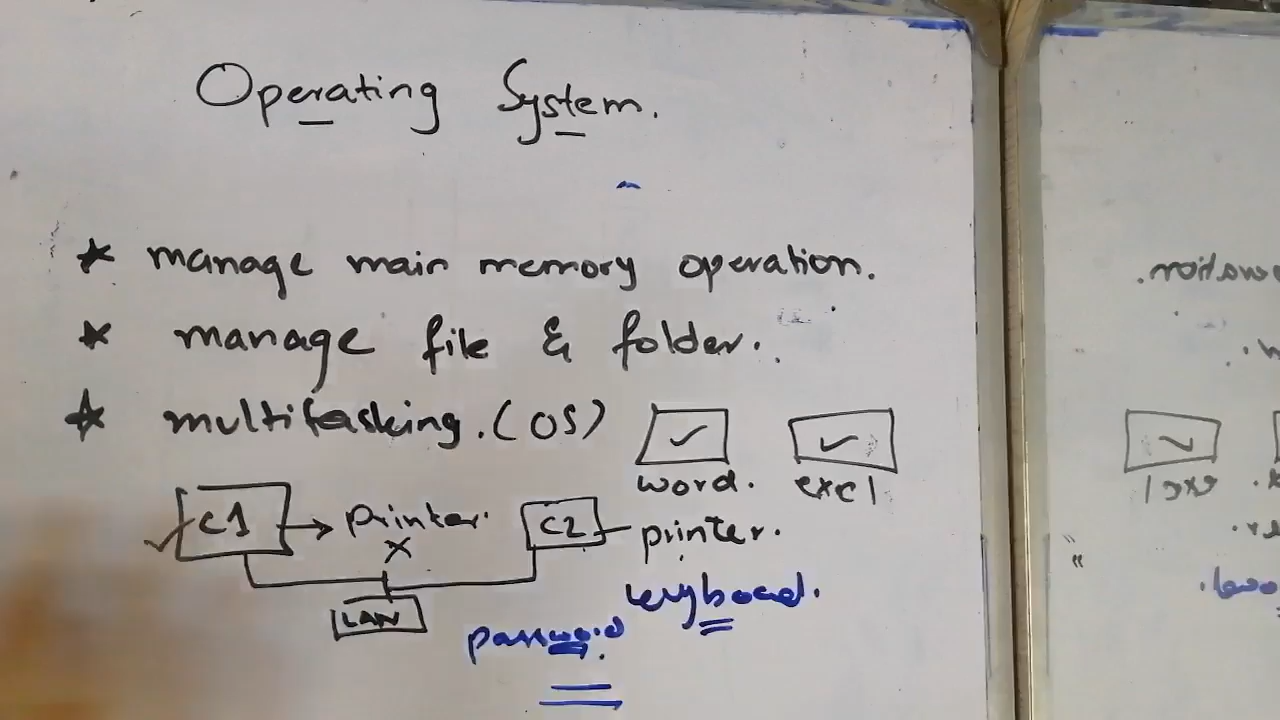 Operating System.
* manage main memory operation.
* manage file & folder.
* multitasking. (OS)
word. excl
C1 → printer. C2 printer.
LAN
keyboard.
password.